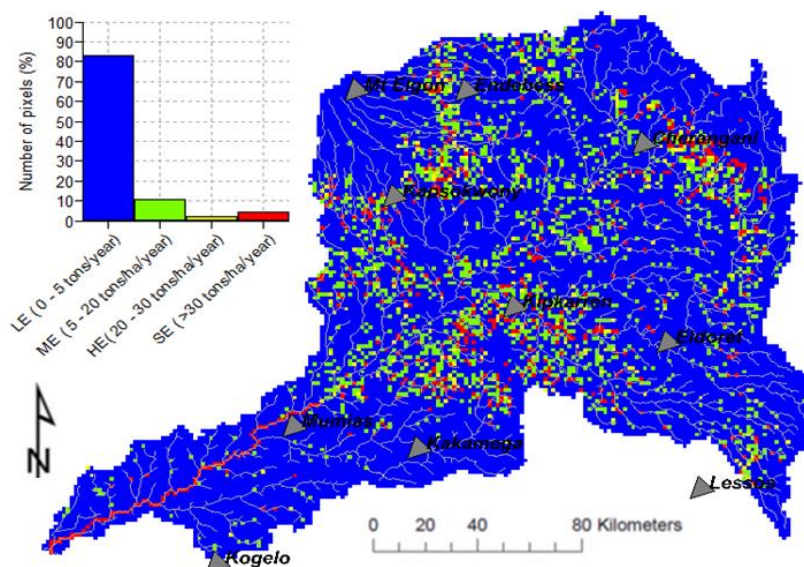 Number of pixels (%)
100
90
80
70
60
50
40
30
20
10
0
LE ( 0 - 5 tons/year)
ME ( 5 - 20 tons/ha/year)
HE( 20 - 30 tons/ha/year)
SE (>30 tons/ha/year)
Mt Elgon
Endebess
Cherangani
Kapsokwony
Kipkarren
Eldoret
Mumias
Kakamega
Lessos
Kogelo
N
0 20 40 80 Kilometers